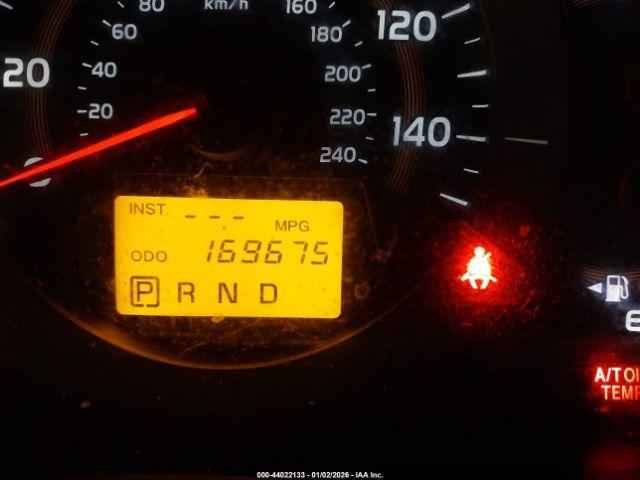 80 km/h 160
60 180 120
20 40 200
20 220 140
0 240
INST. --- MPG
ODO 169675
P R N D
A/T OI
TEMP
000-44022133 - 01/02/2026 - IAA Inc.